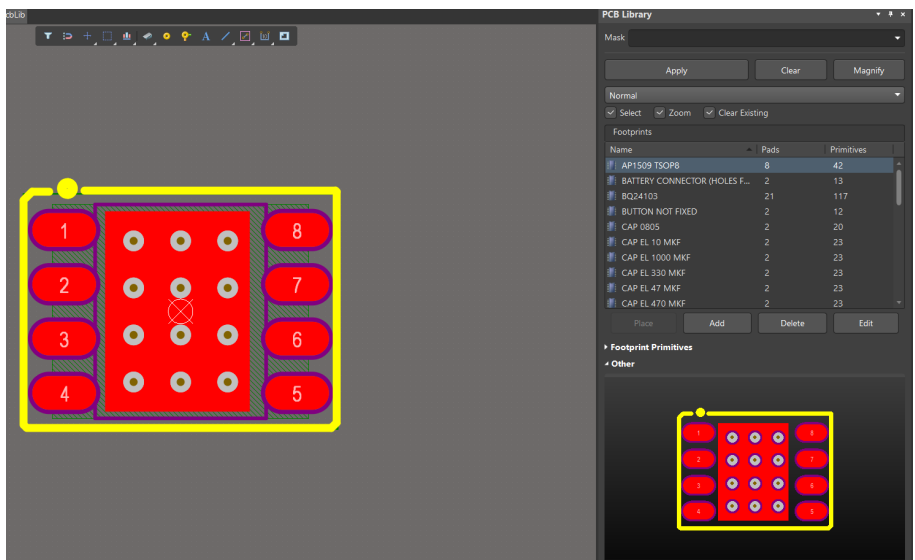 cbLib
PCB Library
Mask
Apply Clear Magnify
Normal
Select Zoom Clear Existing
Footprints
Name Pads Primitives
AP1509 TSOP8 8 42
BATTERY CONNECTOR (HOLES F... 2 13
BQ24103 21 117
BUTTON NOT FIXED 2 12
CAP 0805 2 20
CAP EL 10 MKF 2 23
CAP EL 1000 MKF 2 23
CAP EL 330 MKF 2 23
CAP EL 47 MKF 2 23
CAP EL 470 MKF 2 23
Place Add Delete Edit
Footprint Primitives
Other
1 8
2 7
3 6
4 5
1 8
2 7
3 6
4 5